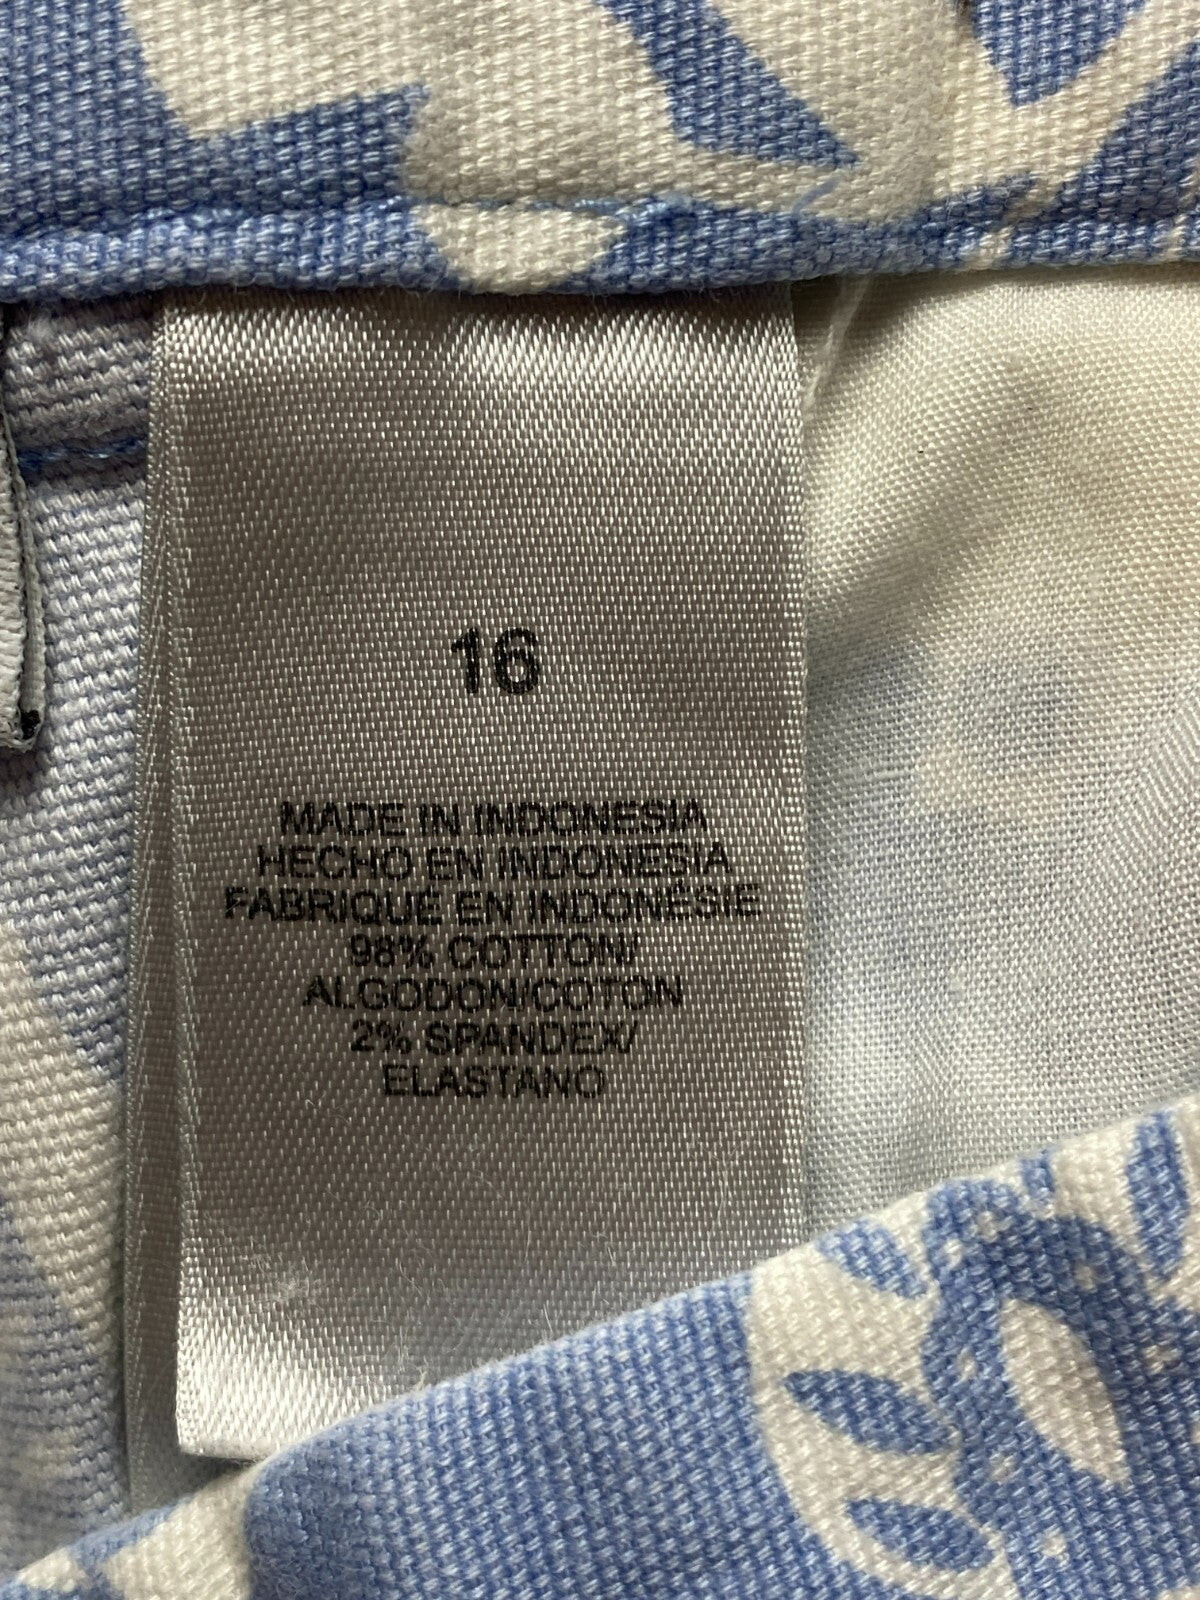 16
MADE IN INDONESIA
HECHO EN INDONESIA
FABRIQUÉ EN INDONÉSIE
98% COTTON/
ALGODON/COTON
2% SPANDEX/
ELASTANO